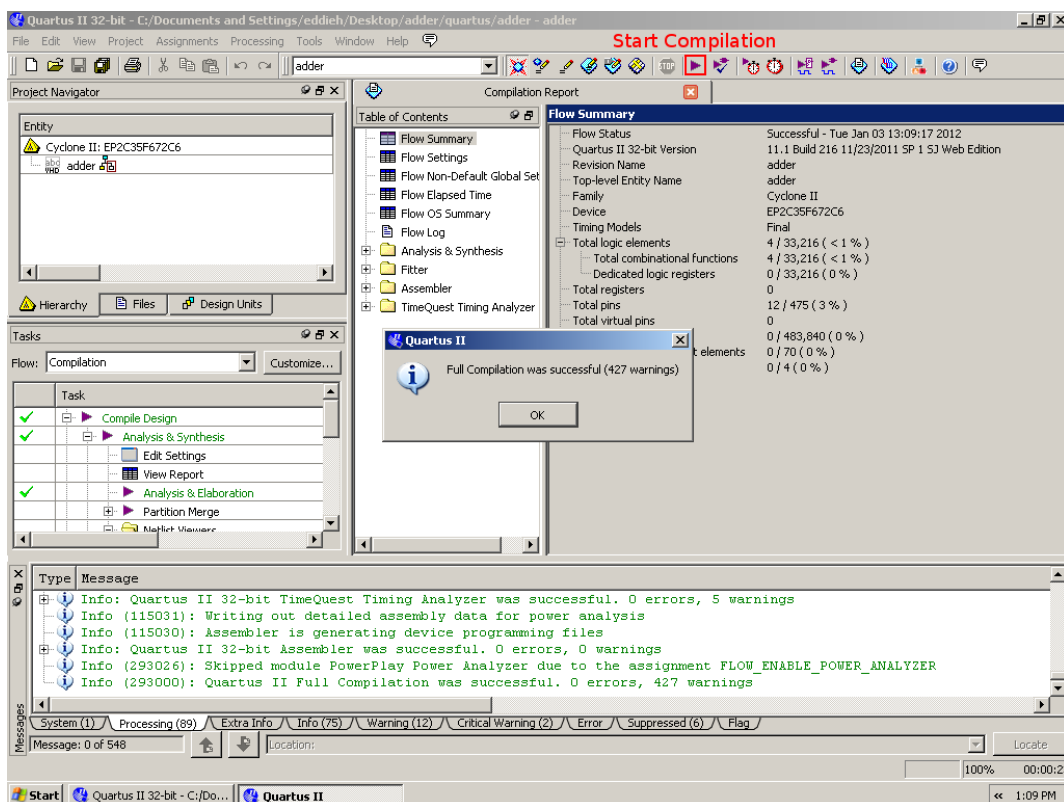 Quartus II 32-bit - C:/Documents and Settings/eddieh/Desktop/adder/quartus/adder - adder
File Edit View Project Assignments Processing Tools Window Help
Start Compilation
adder
Project Navigator
Entity
Cyclone II: EP2C35F672C6
abc
VHD
adder
Hierarchy
Files
Design Units
Tasks
Flow: Compilation
Customize...
Task
Compile Design
Analysis & Synthesis
Edit Settings
View Report
Analysis & Elaboration
Partition Merge
Netlist Viewers
Compilation Report
Table of Contents
Flow Summary
Flow Settings
Flow Non-Default Global Set
Flow Elapsed Time
Flow OS Summary
Flow Log
Analysis & Synthesis
Fitter
Assembler
TimeQuest Timing Analyzer
Flow Summary
Flow Status Successful - Tue Jan 03 13:09:17 2012
Quartus II 32-bit Version 11.1 Build 216 11/23/2011 SP 1 SJ Web Edition
Revision Name adder
Top-level Entity Name adder
Family Cyclone II
Device EP2C35F672C6
Timing Models Final
Total logic elements 4 / 33,216 ( < 1 % )
Total combinational functions 4 / 33,216 ( < 1 % )
Dedicated logic registers 0 / 33,216 ( 0 % )
Total registers 0
Total pins 12 / 475 ( 3 % )
Total virtual pins 0
0 / 483,840 ( 0 % )
elements 0 / 70 ( 0 % )
0 / 4 ( 0 % )
Quartus II
Full Compilation was successful (427 warnings)
OK
Type Message
Info: Quartus II 32-bit TimeQuest Timing Analyzer was successful. 0 errors, 5 warnings
Info (115031): Writing out detailed assembly data for power analysis
Info (115030): Assembler is generating device programming files
Info: Quartus II 32-bit Assembler was successful. 0 errors, 0 warnings
Info (293026): Skipped module PowerPlay Power Analyzer due to the assignment FLOW_ENABLE_POWER_ANALYZER
Info (293000): Quartus II Full Compilation was successful. 0 errors, 427 warnings
System (1) Processing (89) Extra Info Info (75) Warning (12) Critical Warning (2) Error Suppressed (6) Flag
Messages
Message: 0 of 548
Location:
Locate
100% 00:00:2
Start
Quartus II 32-bit - C:/Do...
Quartus II
« 1:09 PM